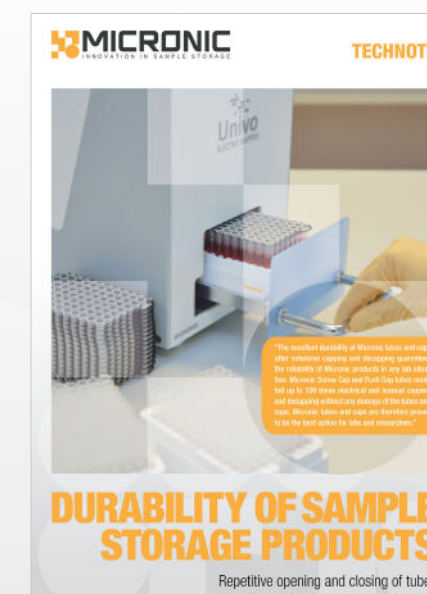 MICRONIC
INNOVATION IN SAMPLE STORAGE
TECHNOT
Univo
ELECTRIC CAPPER
"The excellent durability of Micronic tubes and cap
after extensive capping and decapping guarantee
the reliability of Micronic products in any lab situa
tion. Micronic Screw Cap and Push Cap tubes resis
ted up to 100 times electrical and manual cappin
and decapping without any damage of the tubes an
caps. Micronic tubes and caps are therefore prove
to be the best option for labs and researchers."
DURABILITY OF SAMPLE
STORAGE PRODUCTS
Repetitive opening and closing of tube